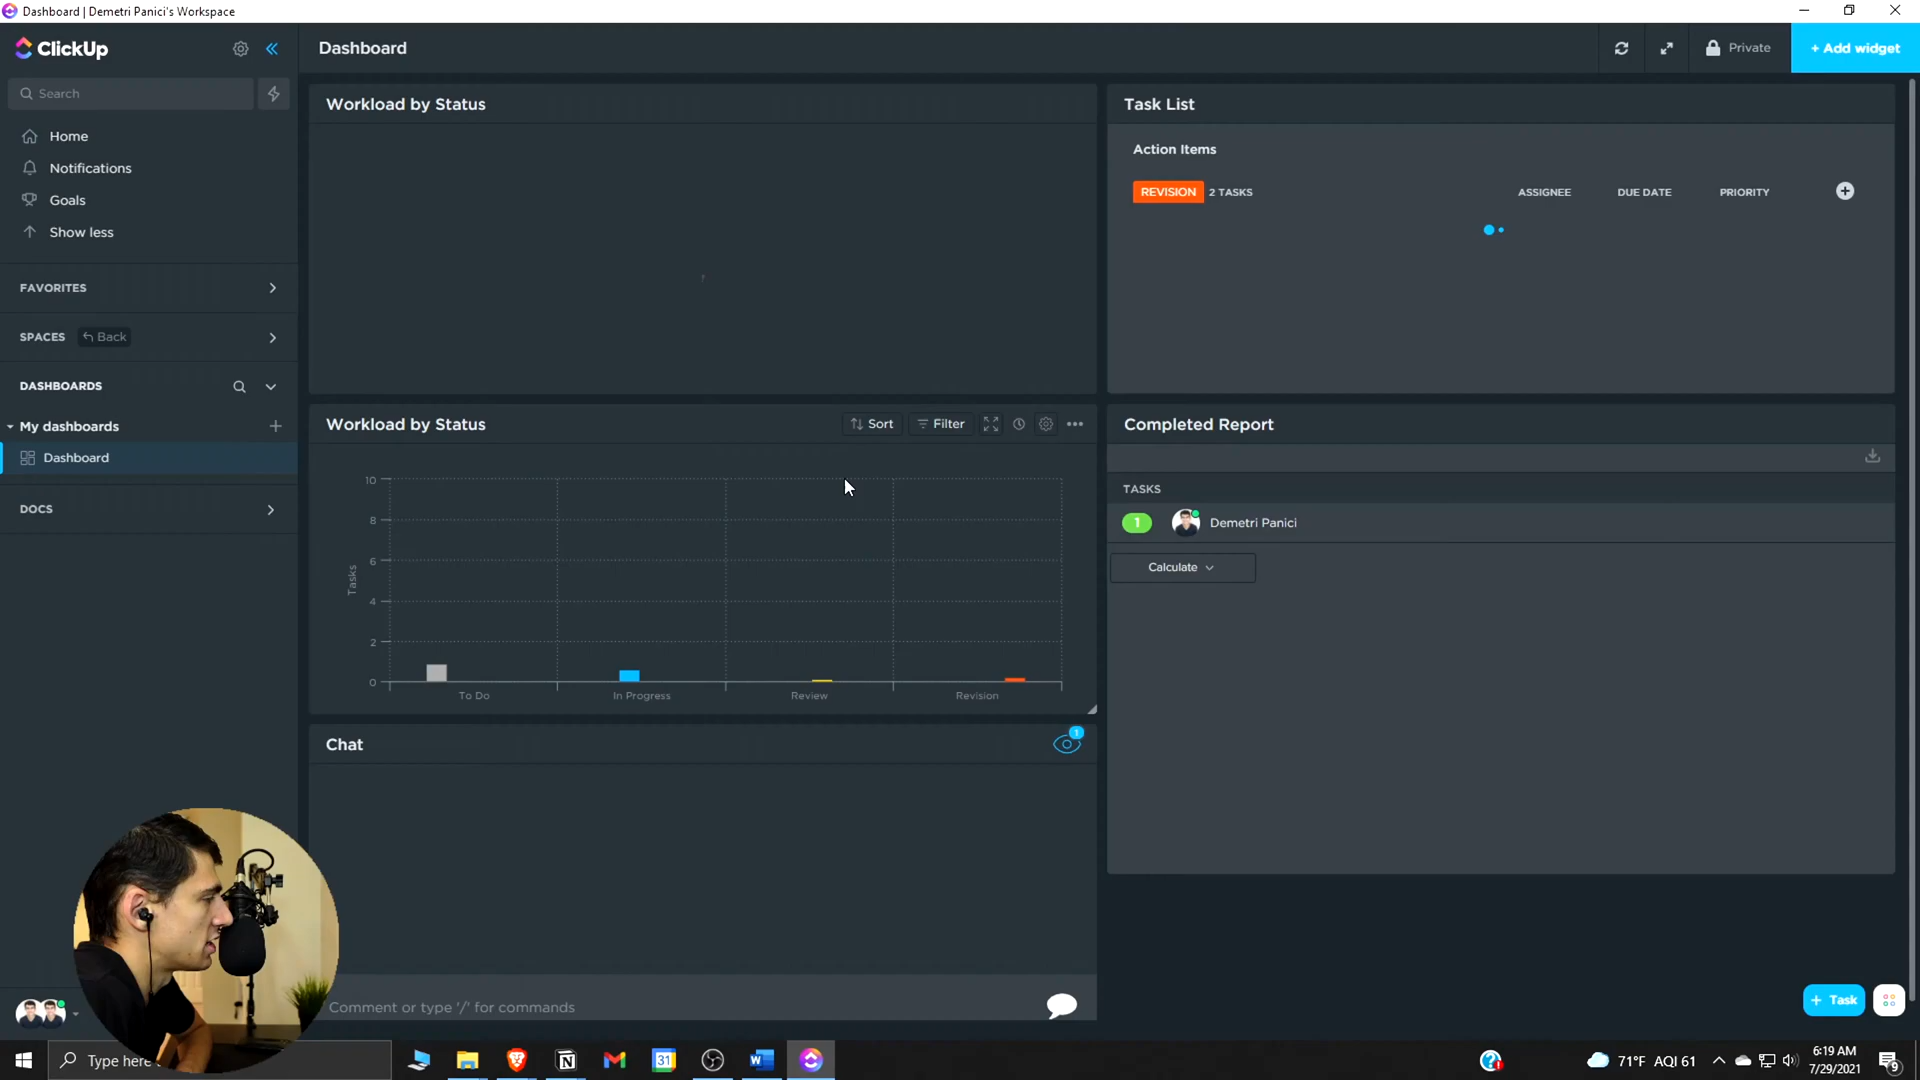 Dashboard | Demetri Panici's Workspace
ClickUp
Dashboard
Private
+ Add widget
Search
Home
Notifications
Goals
Show less
FAVORITES
SPACES
Back
DASHBOARDS
My dashboards
Dashboard
DOCS
Workload by Status
Task List
Action Items
REVISION 2 TASKS
ASSIGNEE
DUE DATE
PRIORITY
Workload by Status
Sort
Filter
10
8
6
4
2
0
Tasks
To Do
In Progress
Review
Revision
Completed Report
TASKS
1
Demetri Panici
Calculate
Chat
1
Comment or type '/' for commands
+ Task
Type here
31
71°F AQI 61
6:19 AM
7/29/2021
9